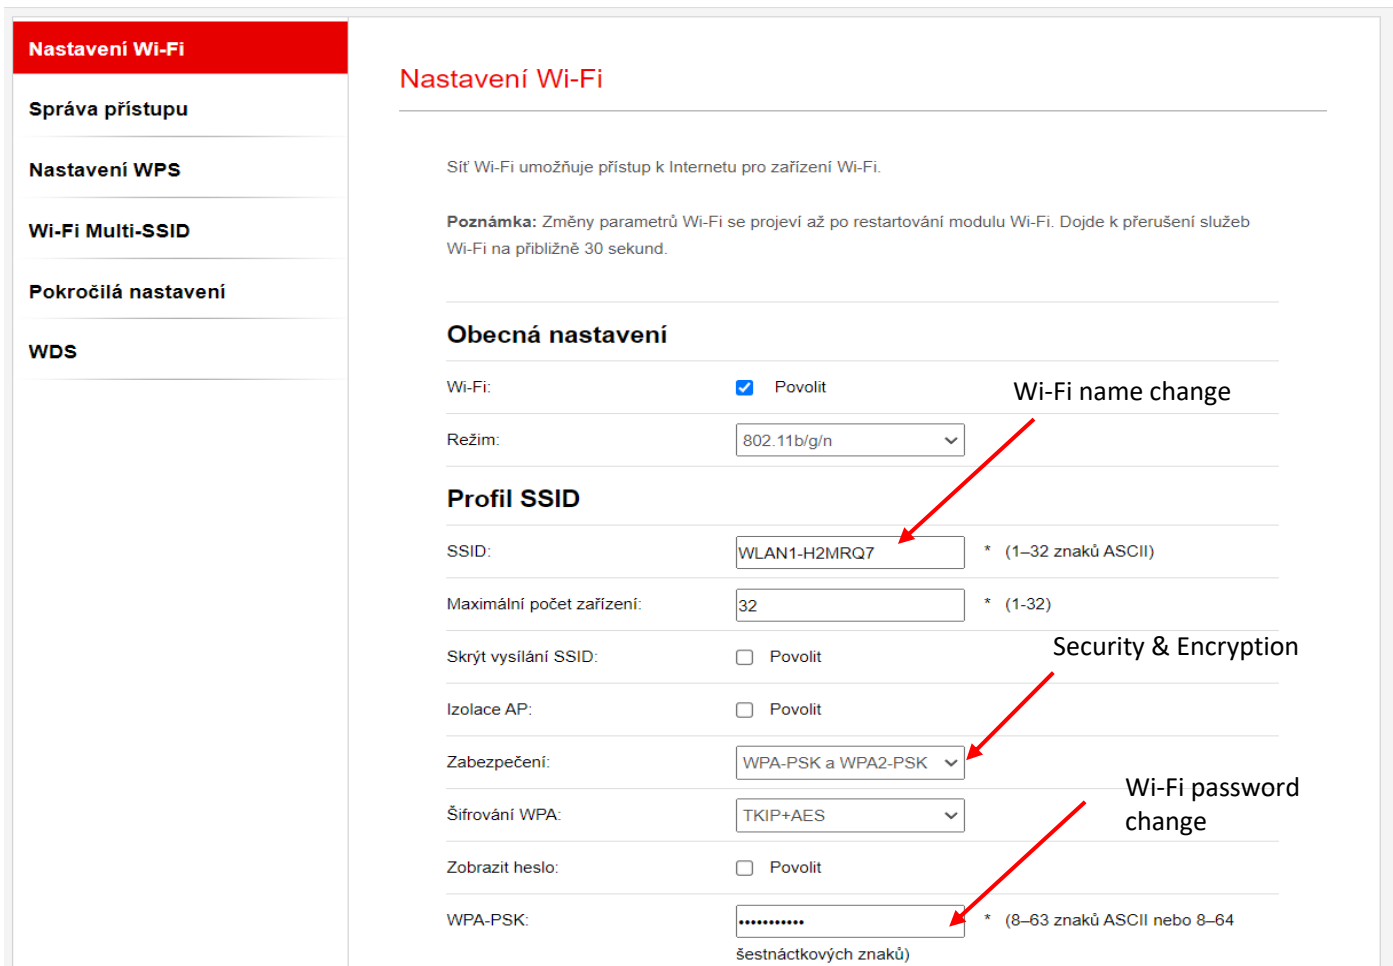 Nastavení Wi-Fi
Správa přístupu
Nastavení WPS
Wi-Fi Multi-SSID
Pokročilá nastavení
WDS
Nastavení Wi-Fi
Síť Wi-Fi umožňuje přístup k Internetu pro zařízení Wi-Fi.
Poznámka: Změny parametrů Wi-Fi se projeví až po restartování modulu Wi-Fi. Dojde k přerušení služeb
Wi-Fi na přibližně 30 sekund.
Obecná nastavení
Wi-Fi: Povolit
Wi-Fi name change
Režim: 802.11b/g/n
Profil SSID
SSID: WLAN1-H2MRQ7 * (1–32 znaků ASCII)
Maximální počet zařízení: 32 * (1-32)
Security & Encryption
Skrýt vysílání SSID: Povolit
Izolace AP: Povolit
Zabezpečení: WPA-PSK a WPA2-PSK
Wi-Fi password
change
Šifrování WPA: TKIP+AES
Zobrazit heslo: Povolit
WPA-PSK: ••••••••••• * (8–63 znaků ASCII nebo 8–64
šestnáctkových znaků)